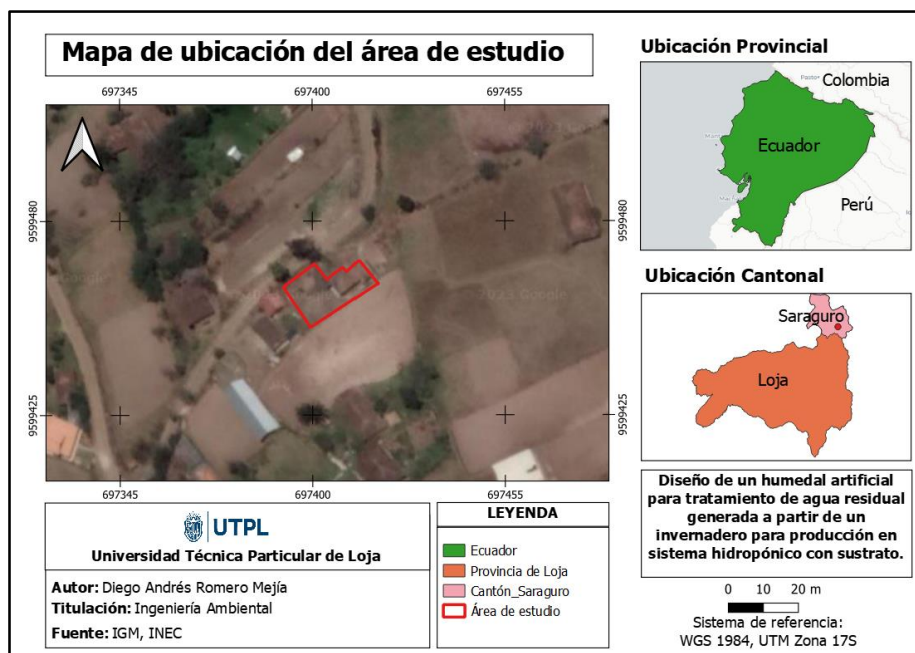 Mapa de ubicación del área de estudio
697345
697400
697455
9599480
9599480
9599425
9599425
2023 Google
697345
697400
697455
Ubicación Provincial
Colombia
Ecuador
Perú
Ubicación Cantonal
Saraguro
Loja
Diseño de un humedal artificial
para tratamiento de agua residual
generada a partir de un
invernadero para producción en
sistema hidropónico con sustrato.
0 10 20 m
Sistema de referencia:
WGS 1984, UTM Zona 17S
UTPL
Universidad Técnica Particular de Loja
Autor: Diego Andrés Romero Mejía
Titulación: Ingeniería Ambiental
Fuente: IGM, INEC
LEYENDA
Ecuador
Provincia de Loja
Cantón_Saraguro
Área de estudio